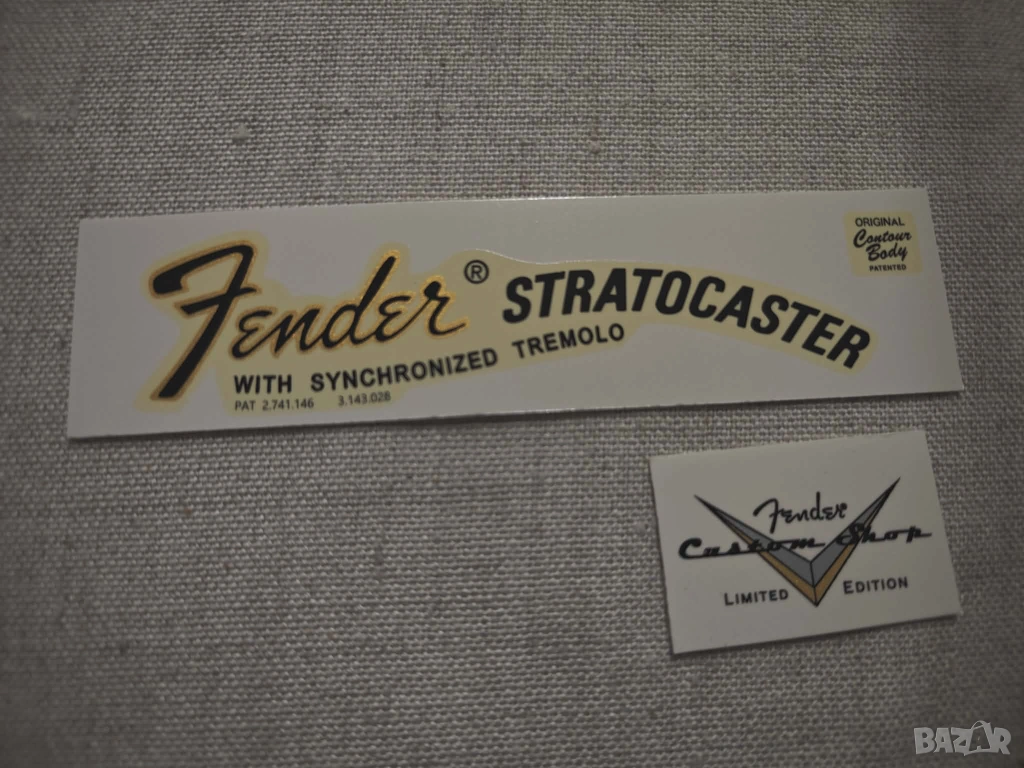 Fender® STRATOCASTER
WITH SYNCHRONIZED TREMOLO
PAT 2.741.146 3.143.028
ORIGINAL
Contour
Body
PATENTED
Fender
Custom Shop
LIMITED EDITION
BAZAR